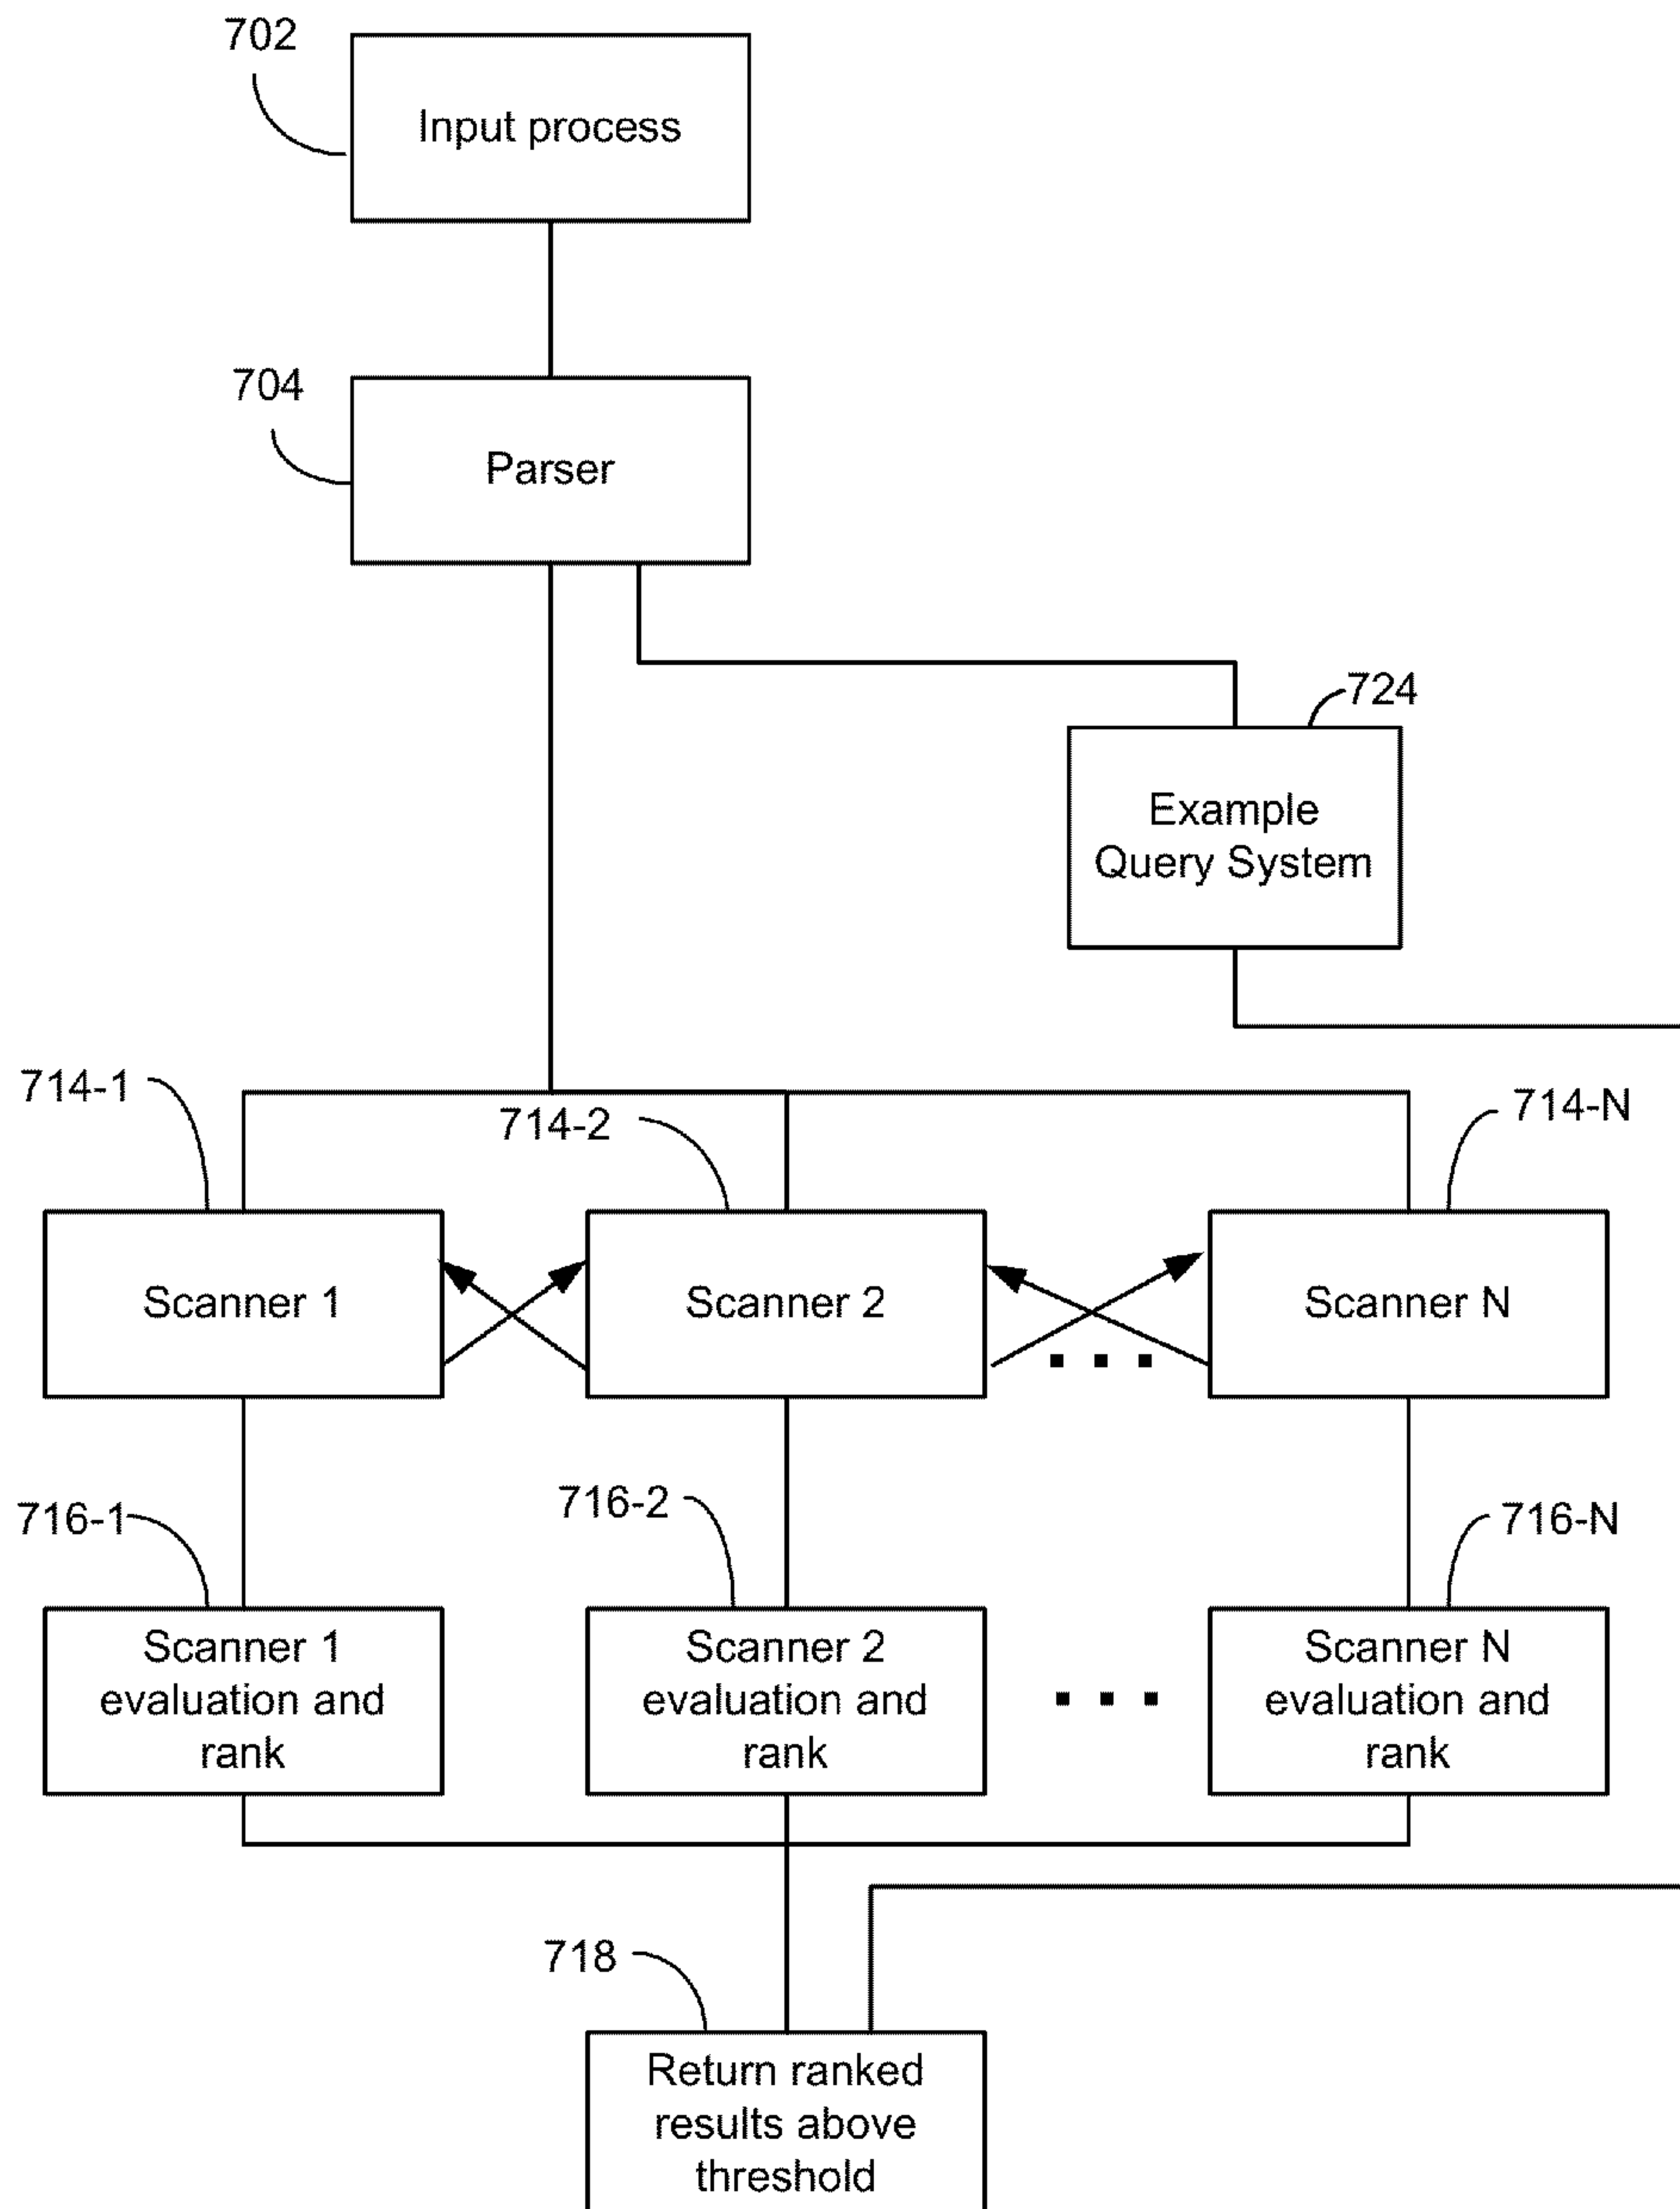 702
Input process
704
Parser
724
Example
Query System
714-1
714-2
714-N
Scanner 1
Scanner 2
Scanner N
716-1
716-2
716-N
Scanner 1
evaluation and
rank
Scanner 2
evaluation and
rank
Scanner N
evaluation and
rank
718
Return ranked
results above
threshold